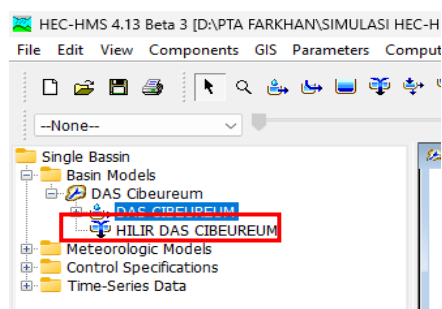 HEC-HMS 4.13 Beta 3 [D:\PTA FARKHAN\SIMULASI HEC-H
File Edit View Components GIS Parameters Comput
--None--
Single Bassin
Basin Models
DAS Cibeureum
DAS CIBEUREUM
HILIR DAS CIBEUREUM
Meteorologic Models
Control Specifications
Time-Series Data